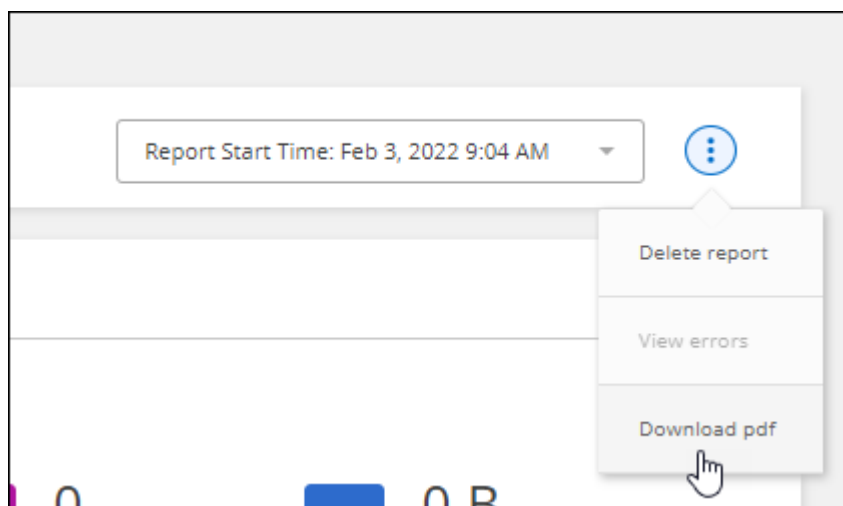 Report Start Time: Feb 3, 2022 9:04 AM
Delete report
View errors
Download pdf
0
0 B